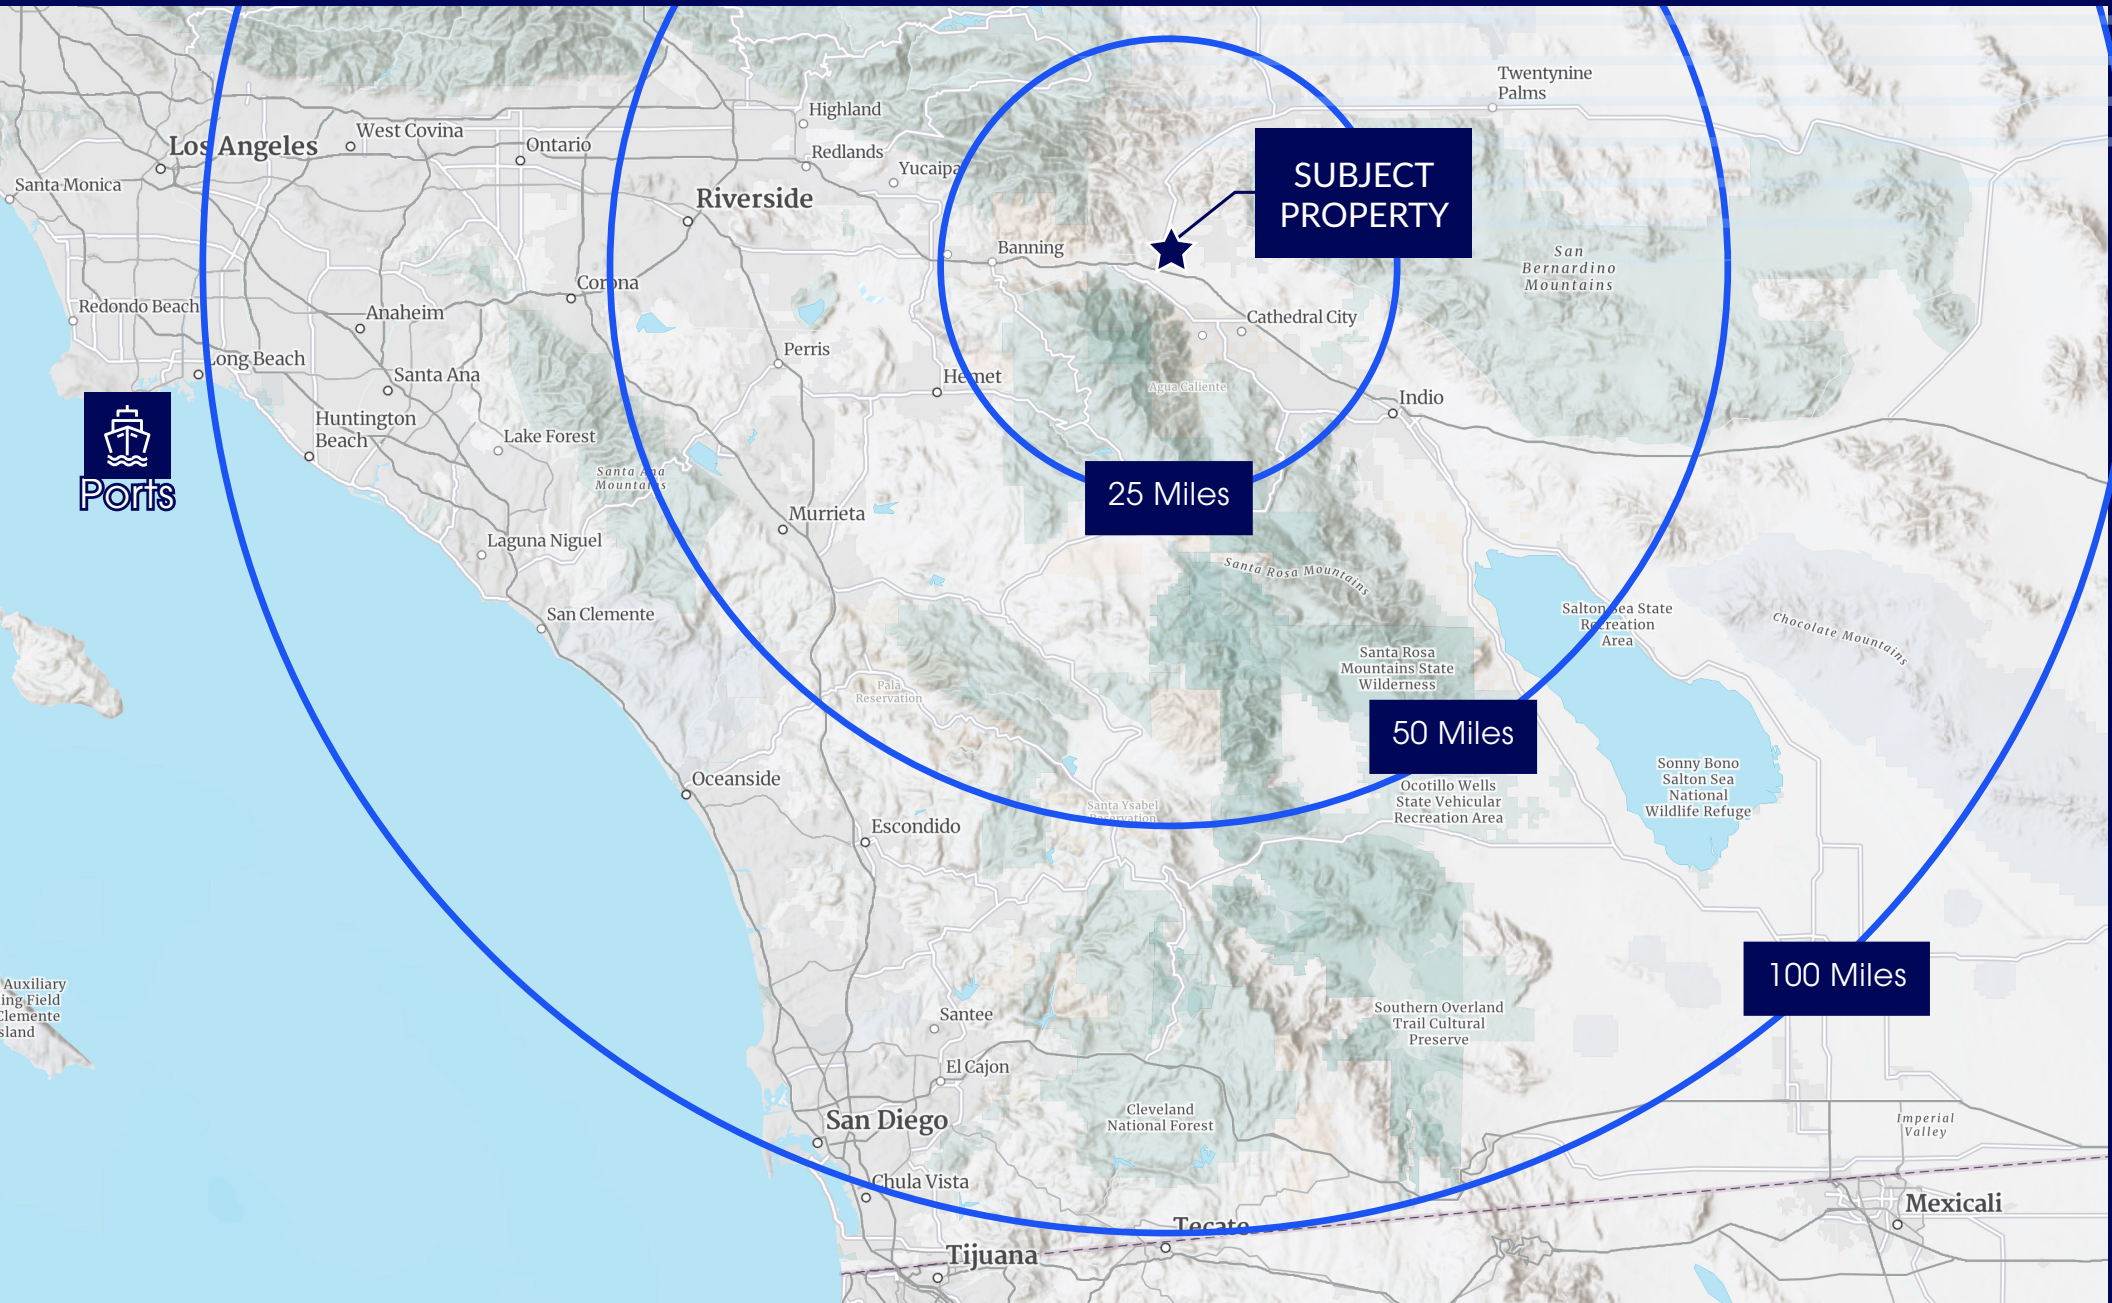 Twentynine
Palms
Highland
West Covina
Los Angeles
Ontario
Redlands
Yucaipa
Santa Monica
Riverside
SUBJECT
PROPERTY
Banning
San
Bernardino
Mountains
Corona
Redondo Beach
Anaheim
Cathedral City
Perris
Long Beach
Santa Ana
Hemet
Agua Caliente
Indio
Huntington
Beach
Lake Forest
Santa Ana
Mountains
Ports
25 Miles
Murrieta
Laguna Niguel
Santa Rosa Mountains
San Clemente
Salton Sea State
Recreation
Area
Chocolate Mountains
Santa Rosa
Mountains State
Wilderness
Pala
Reservation
50 Miles
Oceanside
Sonny Bono
Salton Sea
National
Wildlife Refuge
Ocotillo Wells
State Vehicular
Recreation Area
Santa Ysabel
Reservation
Escondido
100 Miles
Auxiliary
ing Field
Clemente
sland
Santee
Southern Overland
Trail Cultural
Preserve
El Cajon
Cleveland
National Forest
San Diego
Imperial
Valley
Chula Vista
Mexicali
Tecate
Tijuana